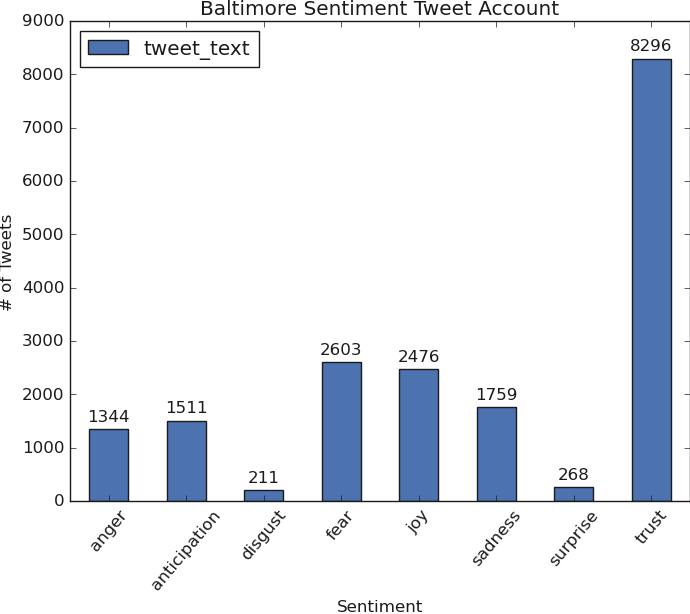 Baltimore Sentiment Tweet Account
tweet_text
# of Tweets
9000
8000
7000
6000
5000
4000
3000
2000
1000
0
1344
1511
211
2603
2476
1759
268
8296
anger
anticipation
disgust
fear
joy
sadness
surprise
trust
Sentiment